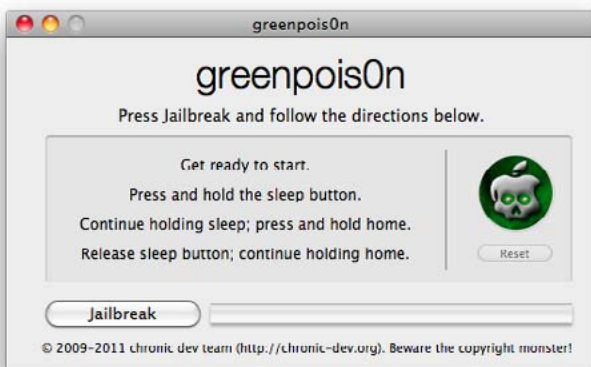 greenpois0n
greenpois0n
Press Jailbreak and follow the directions below.
Get ready to start.
Press and hold the sleep button.
Continue holding sleep; press and hold home.
Release sleep button; continue holding home.
Reset
Jailbreak
© 2009-2011 chronic dev team (http://chronic-dev.org). Beware the copyright monster!